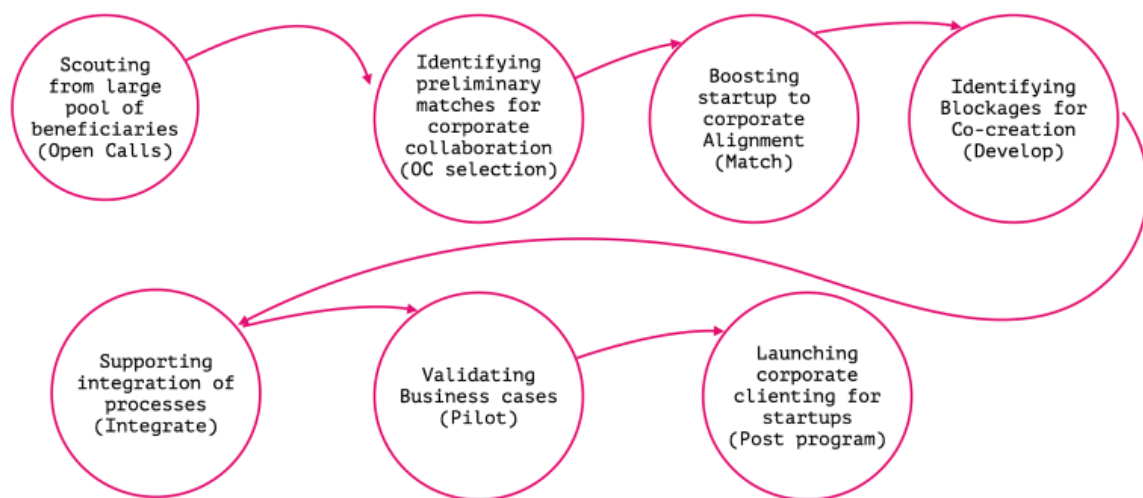 Scouting
from large
pool of
beneficiaries
(Open Calls)
Identifying
preliminary
matches for
corporate
collaboration
(OC selection)
Boosting
startup to
corporate
Alignment
(Match)
Identifying
Blockages for
Co-creation
(Develop)
Supporting
integration of
processes
(Integrate)
Validating
Business cases
(Pilot)
Launching
corporate
clienting for
startups
(Post program)